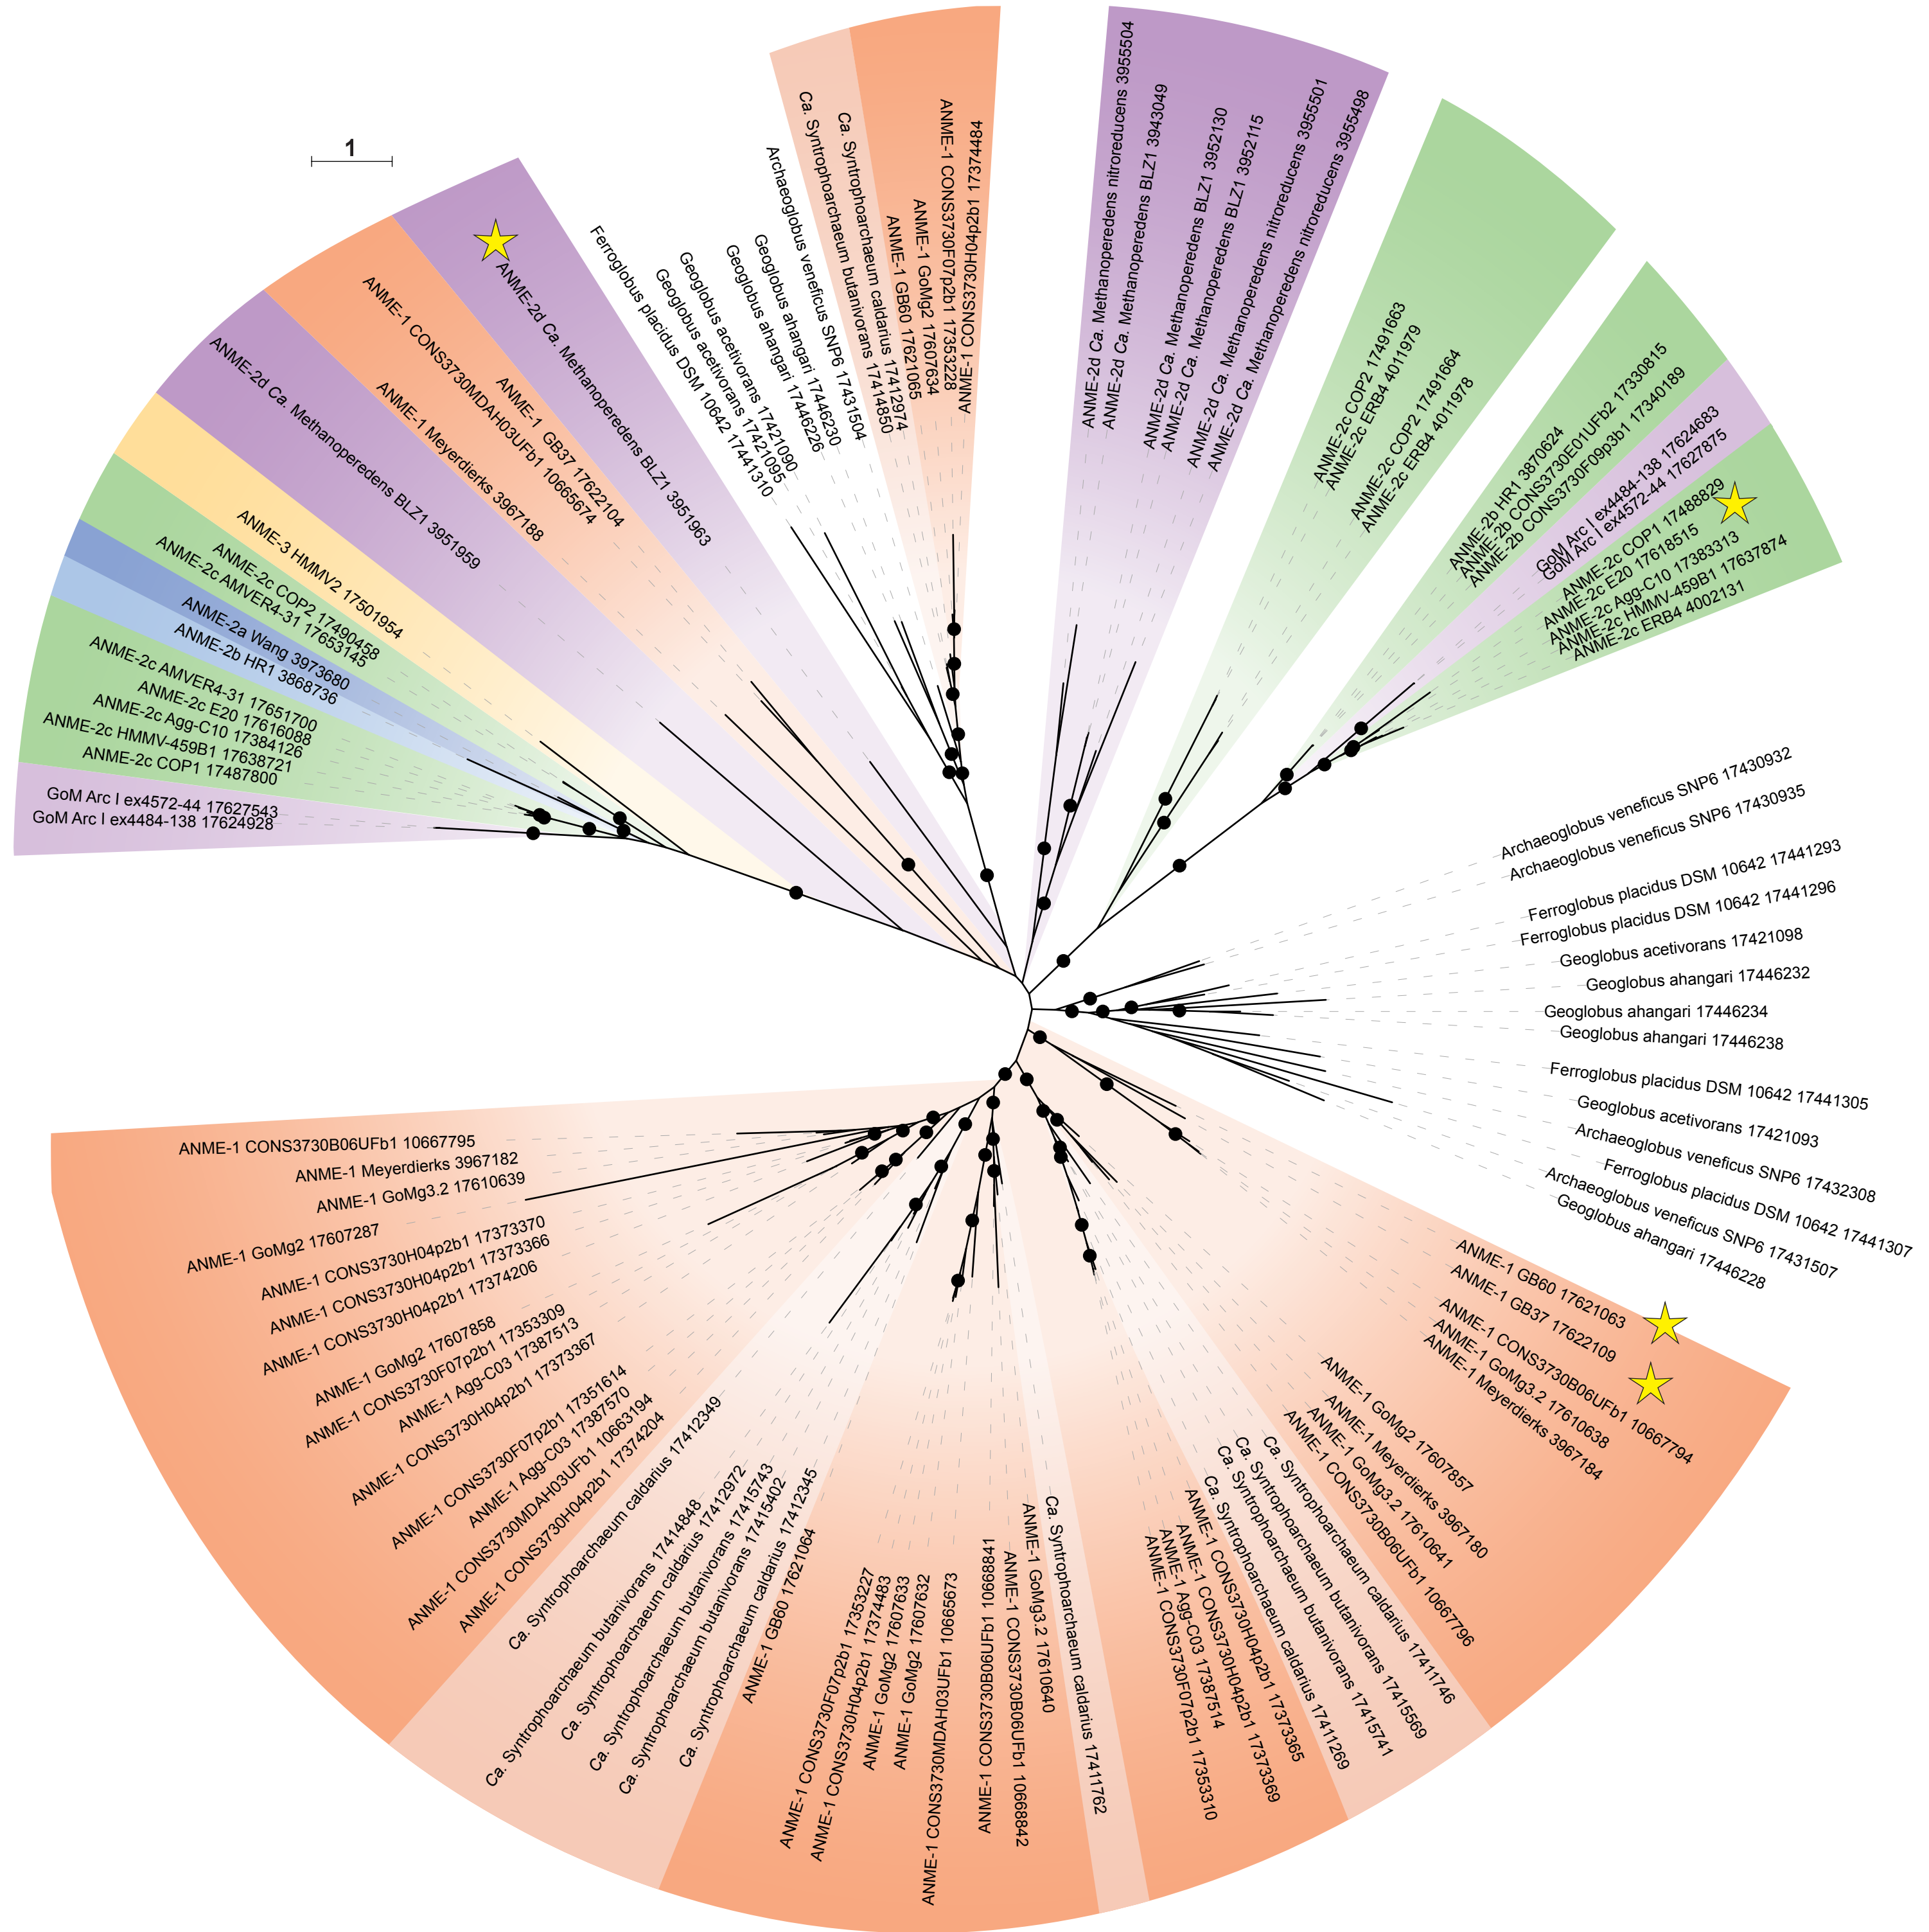 1
Ca. Syntrophoarchaeum butanivorans 17414850
Ca. Syntrophoarchaeum caldarius 17412974
ANME-1 GB60 17621065
ANME-1 GoMg2 17607634
ANME-1 CONS3730F07p2b1 17353228
ANME-1 CONS3730H04p2b1 17374484
ANME-2d Ca. Methanoperedens nitroreducens 3955504
ANME-2d Ca. Methanoperedens BLZ1 3943049
ANME-2d Ca. Methanoperedens BLZ1 3952130
ANME-2d Ca. Methanoperedens BLZ1 3952115
ANME-2d Ca. Methanoperedens nitroreducens 3955501
ANME-2d Ca. Methanoperedens nitroreducens 3955498
ANME-2c COP2 17491663
ANME-2c ERB4 4011979
ANME-2c COP2 17491664
ANME-2c ERB4 4011978
ANME-2b HR1 3870624
ANME-2b CONS3730E01UFb2 17330815
ANME-2b CONS3730F09p3b1 17340189
GoM Arc I ex4484-138 17624683
GoM Arc I ex4572-44 17627875
ANME-2c COP1 17488829
ANME-2c E20 17618515
ANME-2c Agg-C10 17383313
ANME-2c HMMV-459B1 17637874
ANME-2c ERB4 4002131
Archaeoglobus veneficus SNP6 17430932
Archaeoglobus veneficus SNP6 17430935
Ferroglobus placidus DSM 10642 17441293
Ferroglobus placidus DSM 10642 17441296
Geoglobus acetivorans 17421098
Geoglobus ahangari 17446232
Geoglobus ahangari 17446234
Geoglobus ahangari 17446238
Ferroglobus placidus DSM 10642 17441305
Geoglobus acetivorans 17421093
Archaeoglobus veneficus SNP6 17432308
Ferroglobus placidus DSM 10642 17441307
Archaeoglobus veneficus SNP6 17431507
Geoglobus ahangari 17446228
ANME-1 GB60 17621063
ANME-1 GB37 17622109
ANME-1 CONS3730B06UFb1 10667794
ANME-1 GoMg3.2 17610638
ANME-1 Meyerdierks 3967184
ANME-1 GoMg2 17607857
ANME-1 Meyerdierks 3967180
ANME-1 GoMg3.2 17610641
ANME-1 CONS3730B06UFb1 10667796
Ca. Syntrophoarchaeum caldarius 17411746
Ca. Syntrophoarchaeum butanivorans 17415569
Ca. Syntrophoarchaeum butanivorans 17415741
Ca. Syntrophoarchaeum caldarius 17411269
ANME-1 CONS3730H04p2b1 17373365
ANME-1 CONS3730H04p2b1 17373369
ANME-1 Agg-C03 17387514
ANME-1 CONS3730F07p2b1 17353310
Ca. Syntrophoarchaeum caldarius 17411762
ANME-1 GoMg3.2 17610640
ANME-1 CONS3730B06UFb1 10668842
ANME-1 CONS3730B06UFb1 10668841
ANME-1 CONS3730MDAH03UFb1 10665673
ANME-1 GoMg2 17607632
ANME-1 GoMg2 17607633
ANME-1 CONS3730H04p2b1 17374483
ANME-1 CONS3730F07p2b1 17353227
ANME-1 GB60 17621064
Ca. Syntrophoarchaeum caldarius 17412345
Ca. Syntrophoarchaeum butanivorans 17415402
Ca. Syntrophoarchaeum butanivorans 17415743
Ca. Syntrophoarchaeum caldarius 17412972
Ca. Syntrophoarchaeum butanivorans 17414848
Ca. Syntrophoarchaeum caldarius 17412349
ANME-1 CONS3730H04p2b1 17374204
ANME-1 CONS3730MDAH03UFb1 10663194
ANME-1 Agg-C03 17387570
ANME-1 CONS3730F07p2b1 17351614
ANME-1 CONS3730H04p2b1 17373367
ANME-1 Agg-C03 17387513
ANME-1 CONS3730F07p2b1 17353309
ANME-1 GoMg2 17607858
ANME-1 CONS3730H04p2b1 17374206
ANME-1 CONS3730H04p2b1 17373366
ANME-1 CONS3730H04p2b1 17373370
ANME-1 GoMg2 17607287
ANME-1 GoMg3.2 17610639
ANME-1 Meyerdierks 3967182
ANME-1 CONS3730B06UFb1 10667795
GoM Arc I ex4484-138 17624928
GoM Arc I ex4572-44 17627543
ANME-2c COP1 17487800
ANME-2c HMMV-459B1 17638721
ANME-2c Agg-C10 17384126
ANME-2c E20 17616088
ANME-2c AMVER4-31 17651700
ANME-2b HR1 3868736
ANME-2a Wang 3973680
ANME-2c AMVER4-31 17653145
ANME-2c COP2 17490458
ANME-3 HMMV2 17501954
ANME-2d Ca. Methanoperedens BLZ1 3951959
ANME-1 Meyerdierks 3967188
ANME-1 CONS3730MDAH03UFb1 10665674
ANME-1 GB37 17622104
ANME-2d Ca. Methanoperedens BLZ1 3951963
Ferroglobus placidus DSM 10642 17441310
Geoglobus acetivorans 17421095
Geoglobus acetivorans 17421090
Geoglobus ahangari 17446226
Geoglobus ahangari 17446230
Archaeoglobus veneficus SNP6 17431504